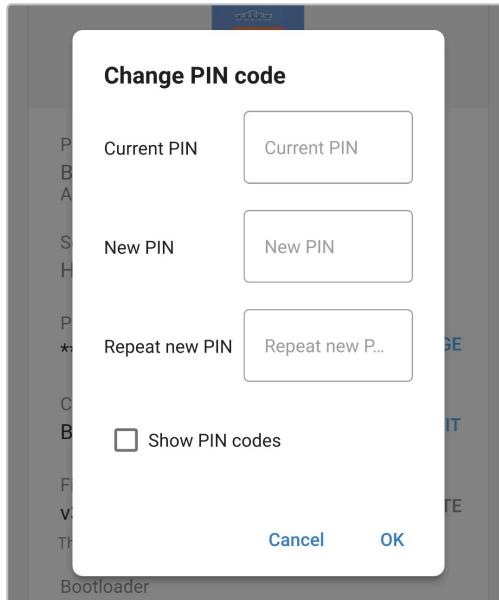 Change PIN code
Current PIN
Current PIN
New PIN
New PIN
Repeat new PIN
Repeat new P...
Show PIN codes
Cancel
OK
Bootloader